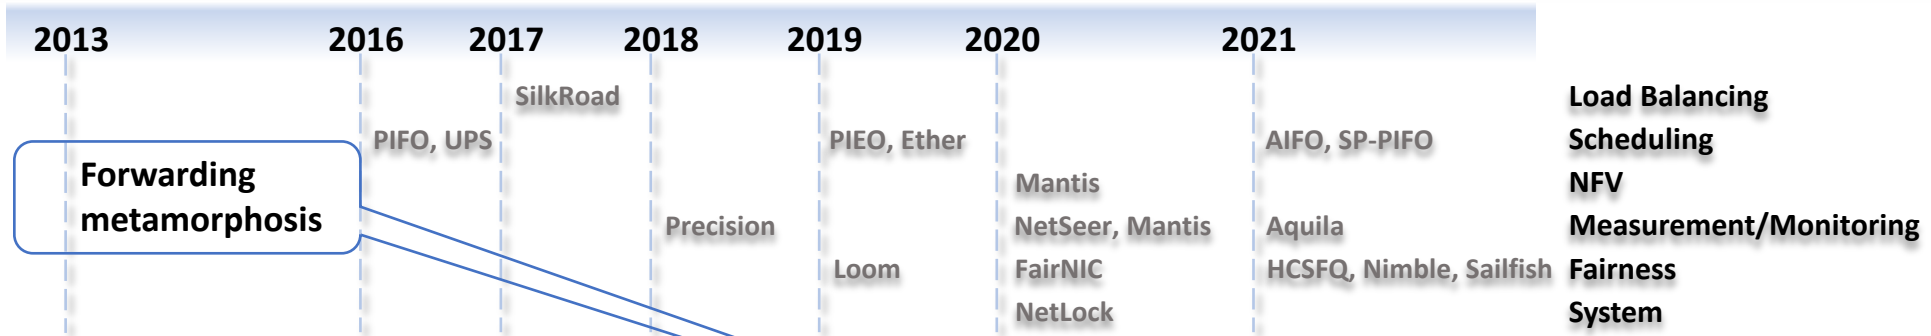 2013 2016 2017 2018 2019 2020 2021
SilkRoad Load Balancing
PIFO, UPS PIEO, Ether AIFO, SP-PIFO Scheduling
Forwarding
metamorphosis
Mantis NFV
Precision NetSeer, Mantis Aquila Measurement/Monitoring
Loom FairNIC HCSFQ, Nimble, Sailfish Fairness
NetLock System